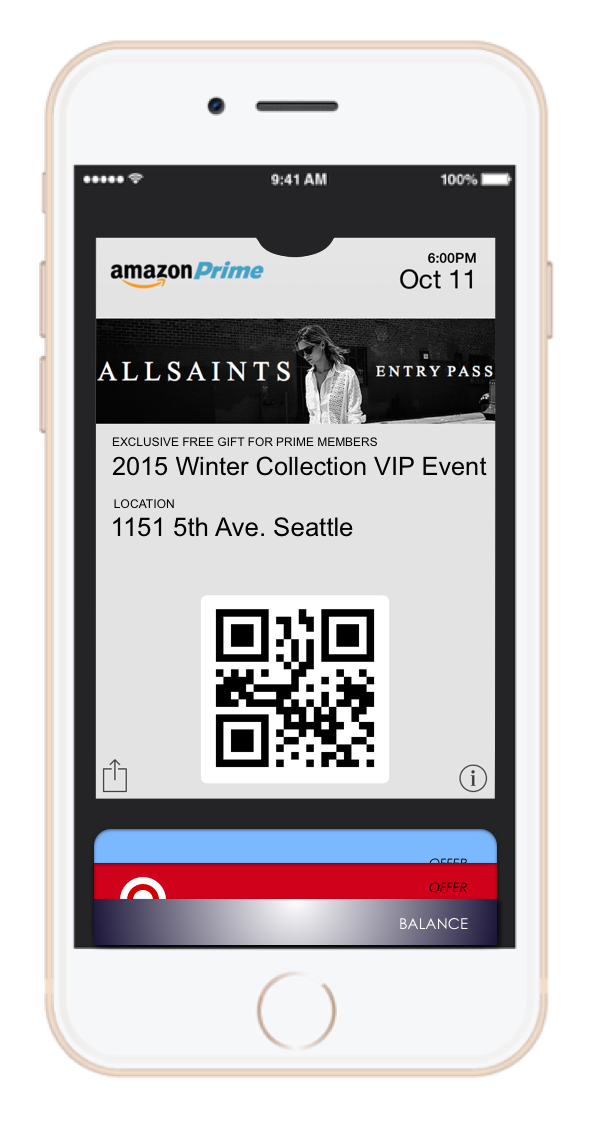 9:41 AM
100%
amazonPrime
6:00PM
Oct 11
ALLSAINTS
ENTRY PASS
EXCLUSIVE FREE GIFT FOR PRIME MEMBERS
2015 Winter Collection VIP Event
LOCATION
1151 5th Ave. Seattle
OFFER
OFFER
BALANCE